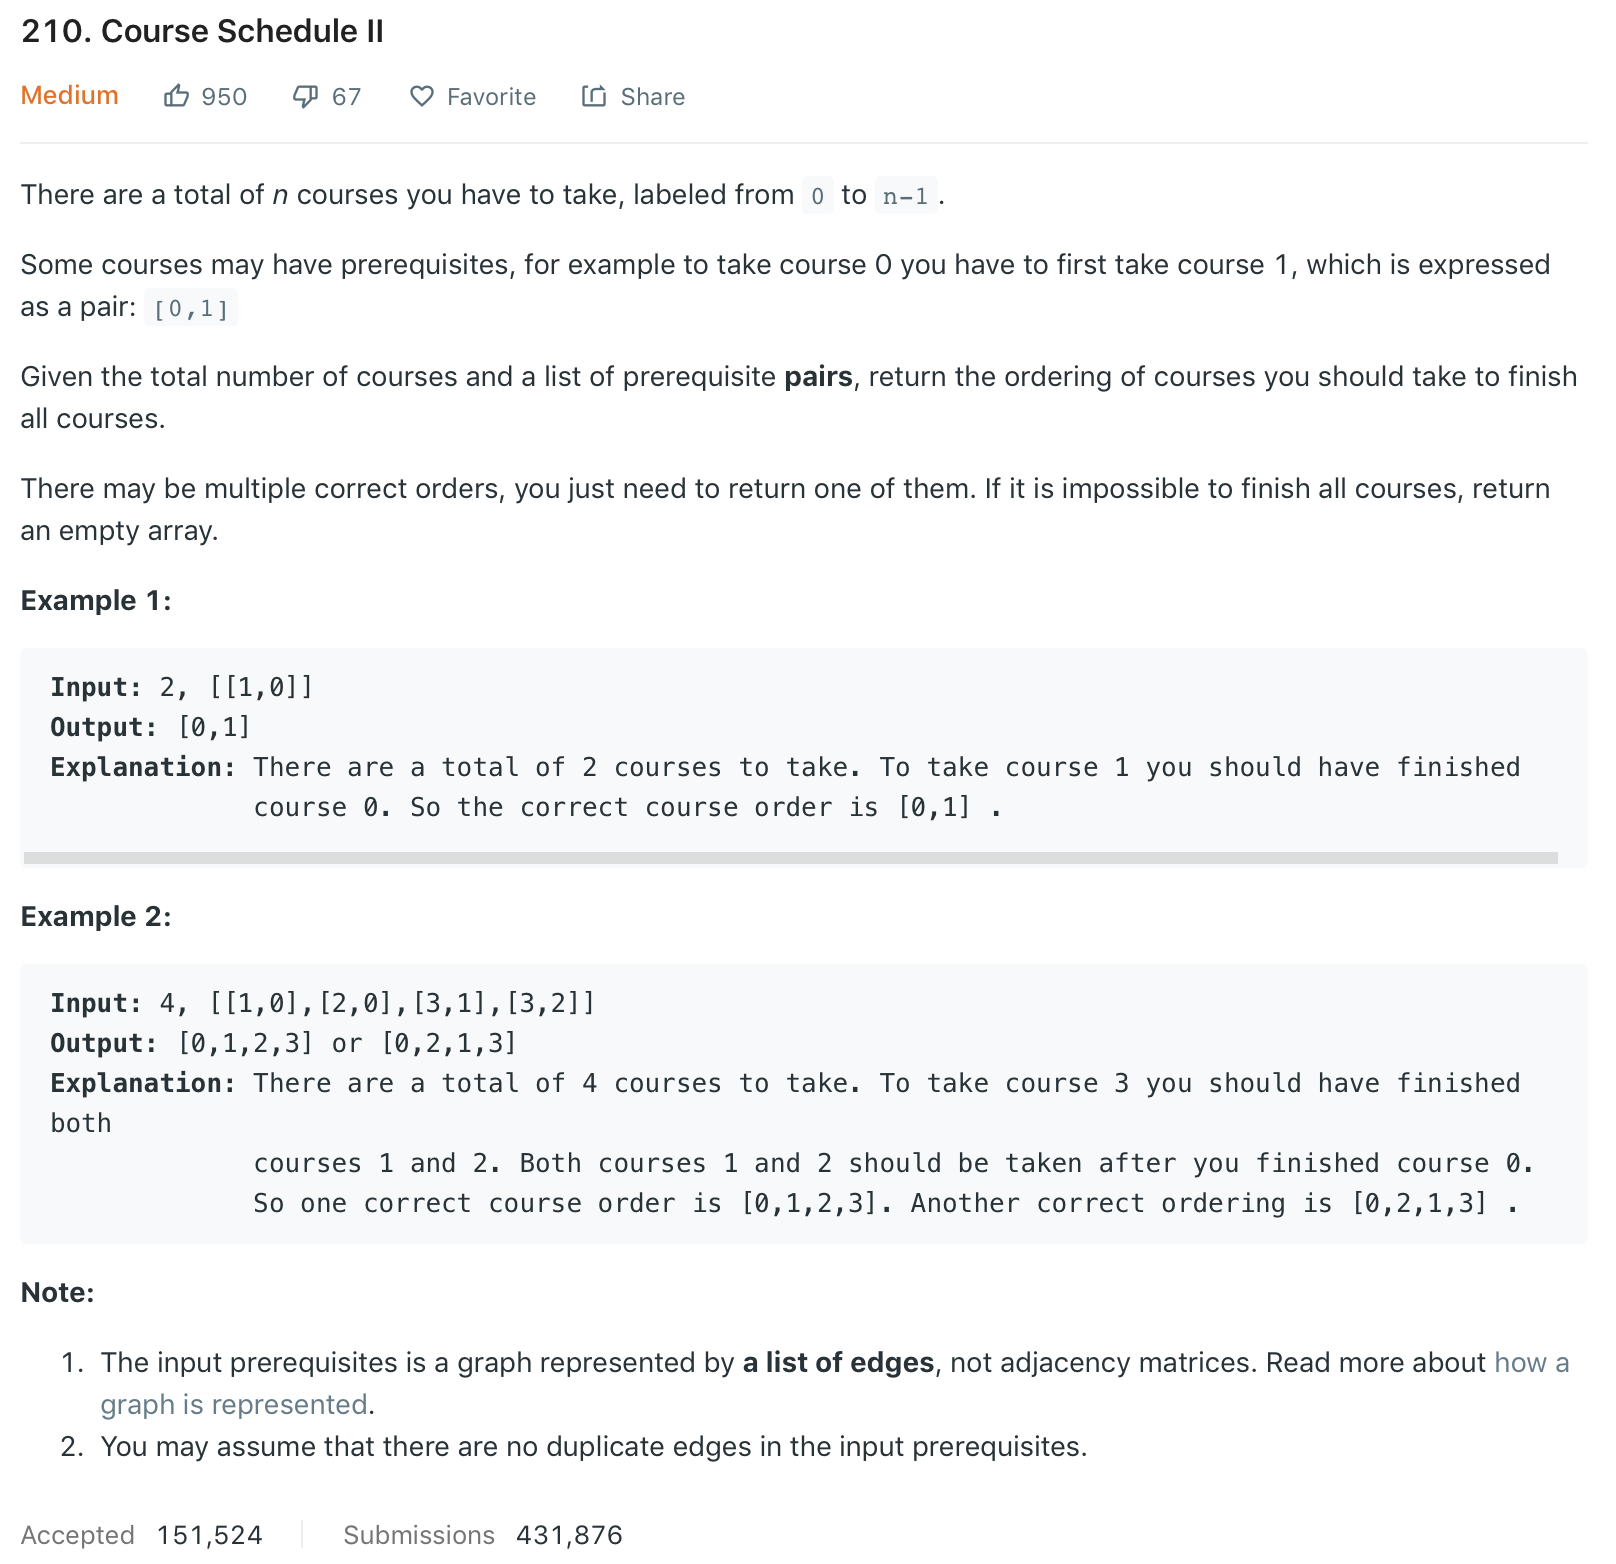 210. Course Schedule II
Medium 950 67 Favorite Share
There are a total of n courses you have to take, labeled from 0 to n-1.
Some courses may have prerequisites, for example to take course 0 you have to first take course 1, which is expressed
as a pair: [0,1]
Given the total number of courses and a list of prerequisite pairs, return the ordering of courses you should take to finish
all courses.
There may be multiple correct orders, you just need to return one of them. If it is impossible to finish all courses, return
an empty array.
Example 1:
Input: 2, [[1,0]]
Output: [0,1]
Explanation: There are a total of 2 courses to take. To take course 1 you should have finished
course 0. So the correct course order is [0,1] .
Example 2:
Input: 4, [[1,0],[2,0],[3,1],[3,2]]
Output: [0,1,2,3] or [0,2,1,3]
Explanation: There are a total of 4 courses to take. To take course 3 you should have finished
both
courses 1 and 2. Both courses 1 and 2 should be taken after you finished course 0.
So one correct course order is [0,1,2,3]. Another correct ordering is [0,2,1,3] .
Note:
1. The input prerequisites is a graph represented by a list of edges, not adjacency matrices. Read more about how a
graph is represented.
2. You may assume that there are no duplicate edges in the input prerequisites.
Accepted 151,524 Submissions 431,876